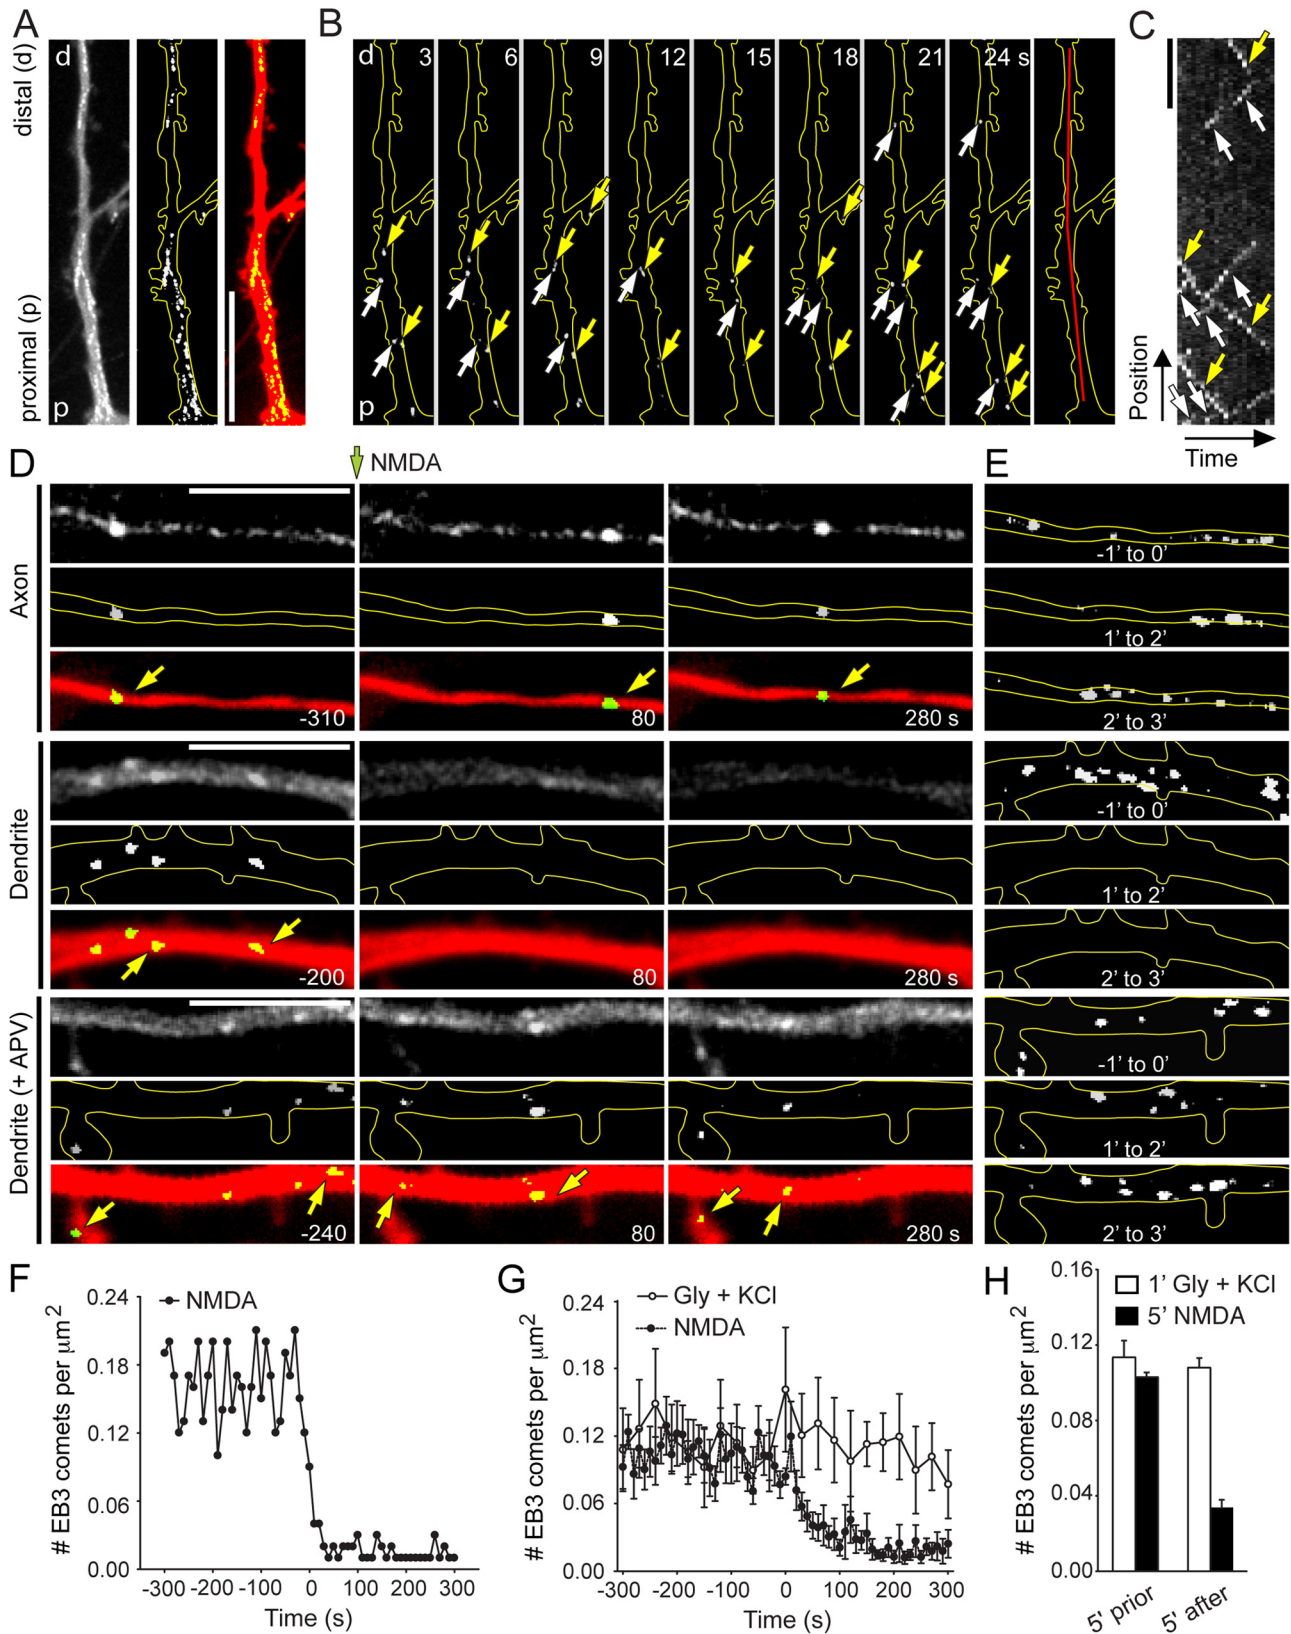 A
distal (d)
proximal (p)
d
p
B
d
3
6
9
12
15
18
21
24 s
p
C
Position
Time
D
NMDA
E
Axon
-310
80
280 s
-1’ to 0’
1’ to 2’
2’ to 3’
Dendrite
-200
80
280 s
-1’ to 0’
1’ to 2’
2’ to 3’
Dendrite (+ APV)
-240
80
280 s
-1’ to 0’
1’ to 2’
2’ to 3’
F
# EB3 comets per μm2
0.24
0.18
0.12
0.06
0.00
NMDA
-300 -200 -100 0 100 200 300
Time (s)
G
# EB3 comets per μm2
0.24
0.18
0.12
0.06
0.00
Gly + KCl
NMDA
-300 -200 -100 0 100 200 300
Time (s)
H
# EB3 comets per μm2
0.16
0.12
0.08
0.04
0.00
1’ Gly + KCl
5’ NMDA
5’ prior
5’ after